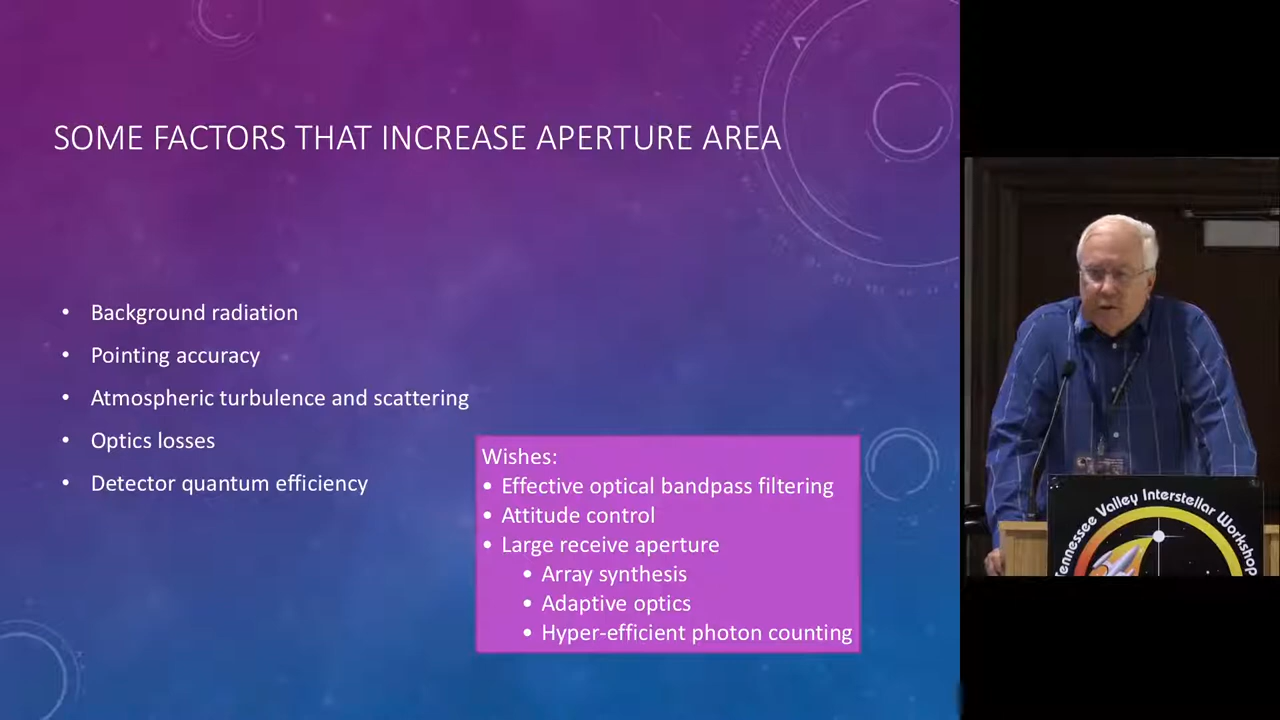 SOME FACTORS THAT INCREASE APERTURE AREA
• Background radiation
• Pointing accuracy
• Atmospheric turbulence and scattering
• Optics losses
• Detector quantum efficiency
Wishes:
• Effective optical bandpass filtering
• Attitude control
• Large receive aperture
• Array synthesis
• Adaptive optics
• Hyper-efficient photon counting
Tennessee Valley Interstellar Workshop